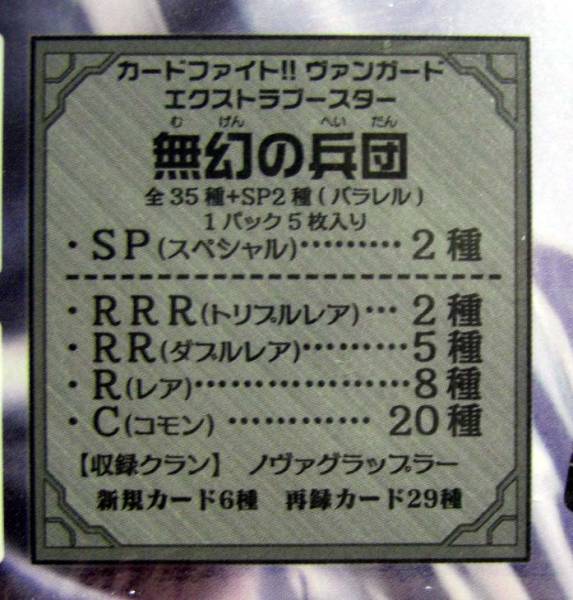 カードファイト!! ヴァンガード
エクストラブースター
む げん へい だん
無幻の兵団
全35種+SP2種(パラレル)
1パック5枚入り
・SP(スペシャル)………2種
・RRR(トリプルレア)…2種
・RR(ダブルレア)………5種
・R(レア)…………………8種
・C(コモン)…………20種
【収録クラン】 ノヴァグラップラー
新規カード6種 再録カード29種